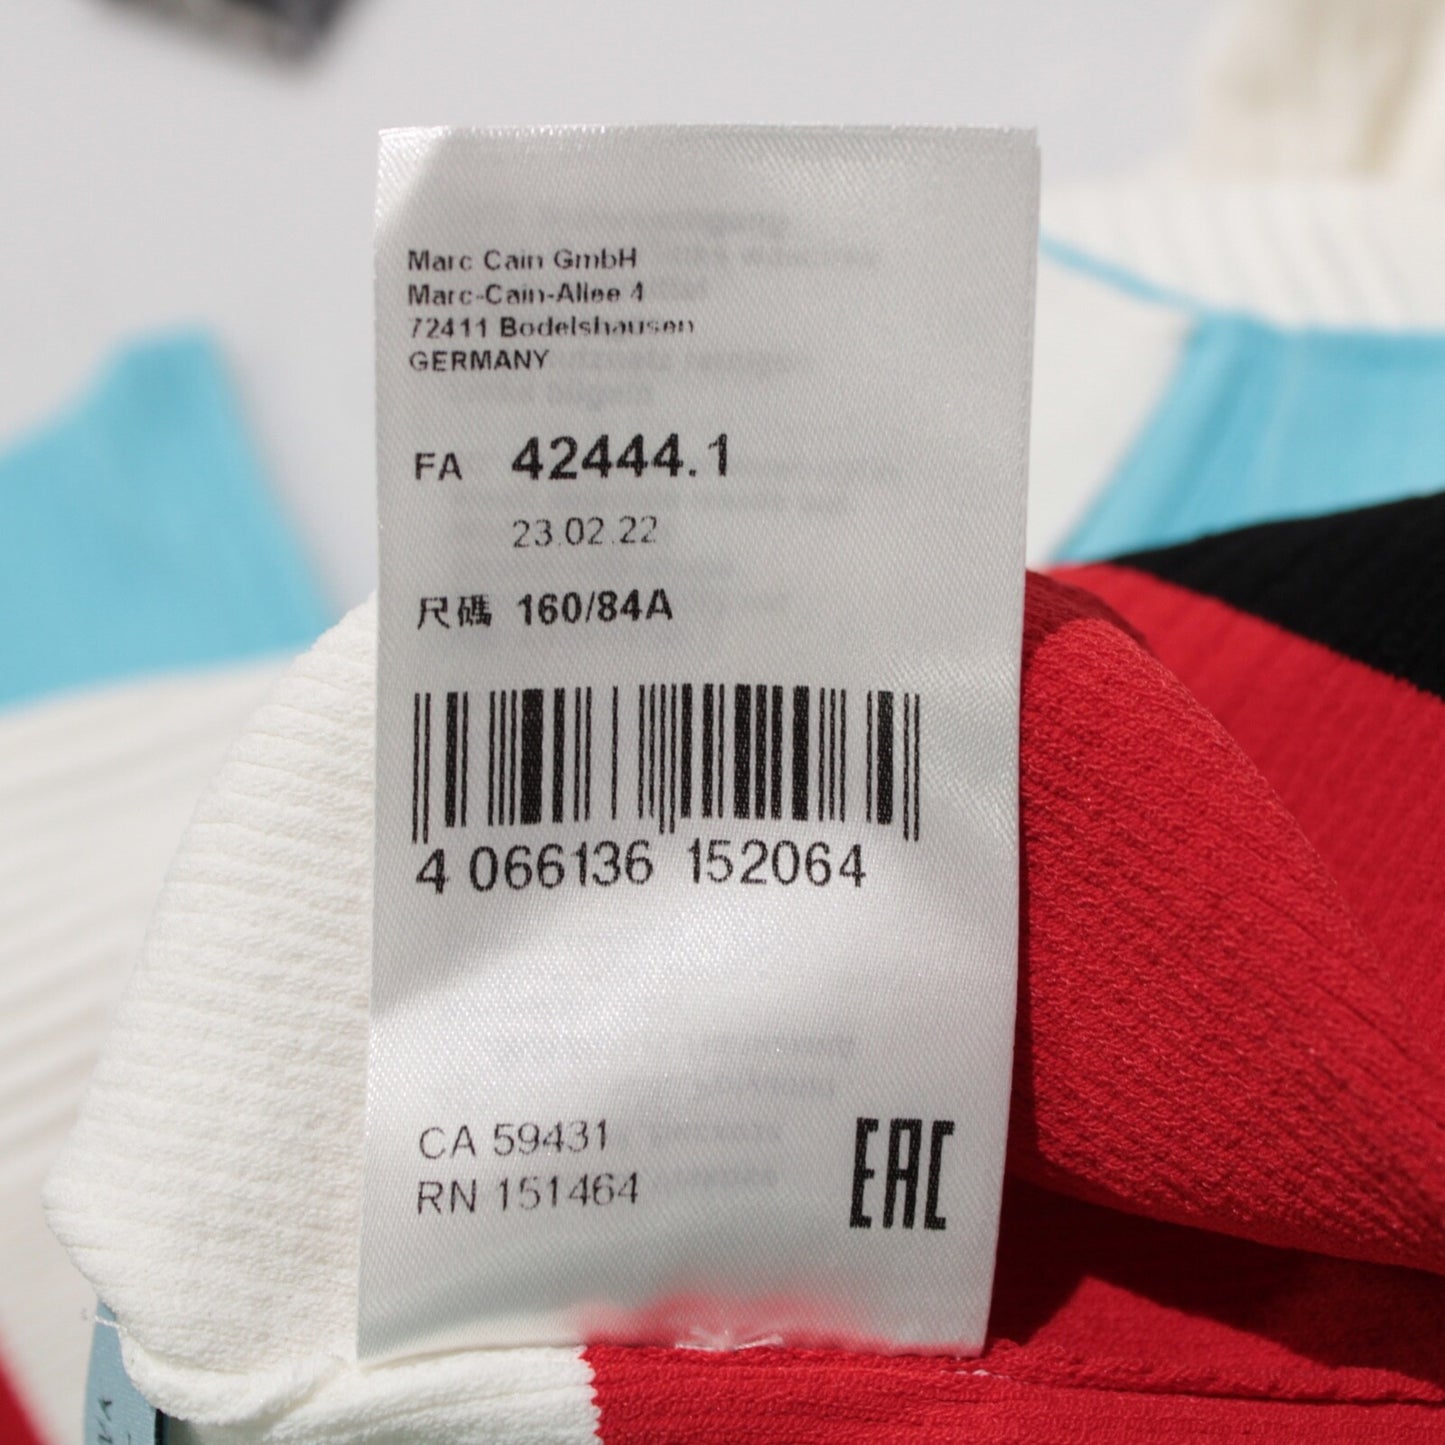 Marc Cain GmbH
Marc-Cain-Allee 4
72411 Bodelshausen
GERMANY
FA 42444.1
23.02.22
尺碼 160/84A
4 066136 152064
CA 59431
RN 151464
EAC